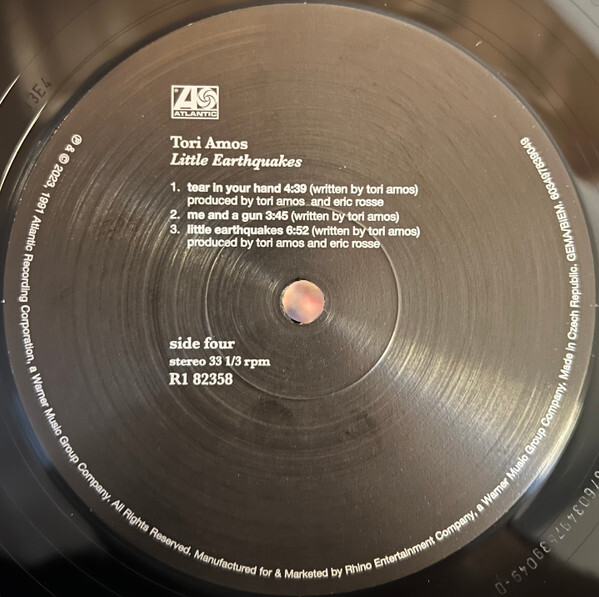 ATLANTIC
Tori Amos
Little Earthquakes
1. tear in your hand 4:39 (written by tori amos)
produced by tori amos and eric rosse
2. me and a gun 3:45 (written by tori amos)
3. little earthquakes 6:52 (written by tori amos)
produced by tori amos and eric rosse
side four
stereo 33 1/3 rpm
R1 82358
℗ & © 2023, 1991 Atlantic Recording Corporation, a Warner Music Group Company. All Rights Reserved. Manufactured for & Marketed by Rhino Entertainment Company, a Warner Music Group Company. Made in Czech Republic. GEMA/BIEM. 603497839049
3E4